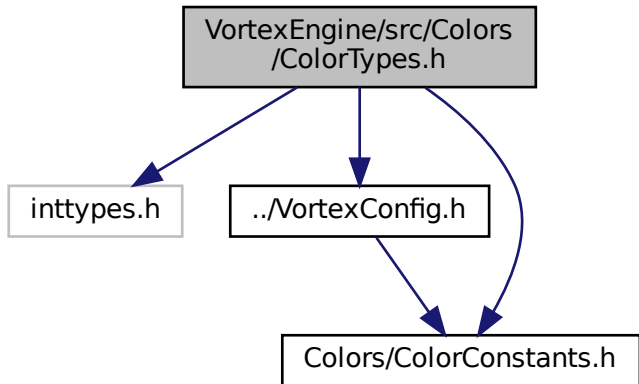 VortexEngine/src/Colors
/ColorTypes.h
inttypes.h
../VortexConfig.h
Colors/ColorConstants.h